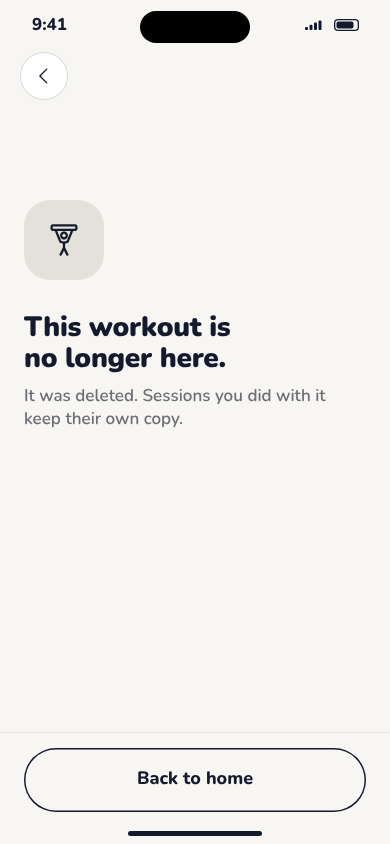 9:41
This workout is
no longer here.
It was deleted. Sessions you did with it
keep their own copy.
Back to home